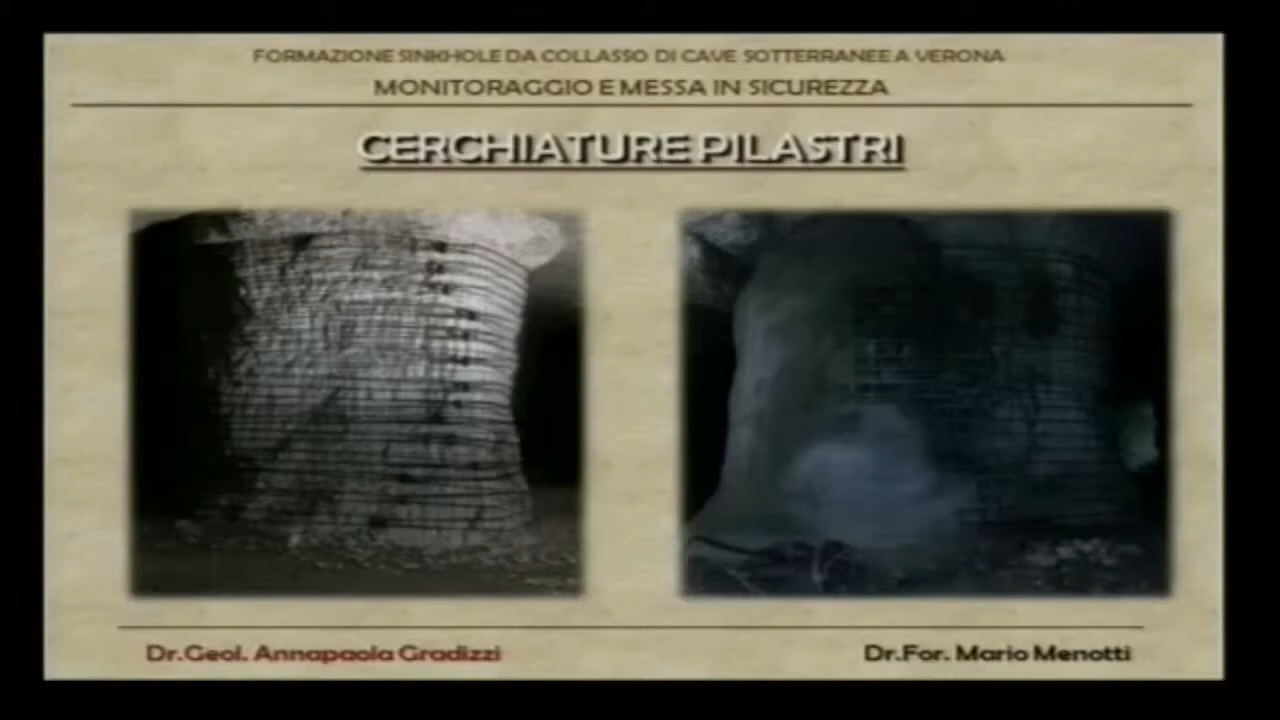 FORMAZIONE SINKHOLE DA COLLASSO DI CAVE SOTTERRANEE A VERONA
MONITORAGGIO E MESSA IN SICUREZZA
CERCHIATURE PILASTRI
Dr.Geol. Annapaola Gradizzi
Dr.For. Mario Menotti